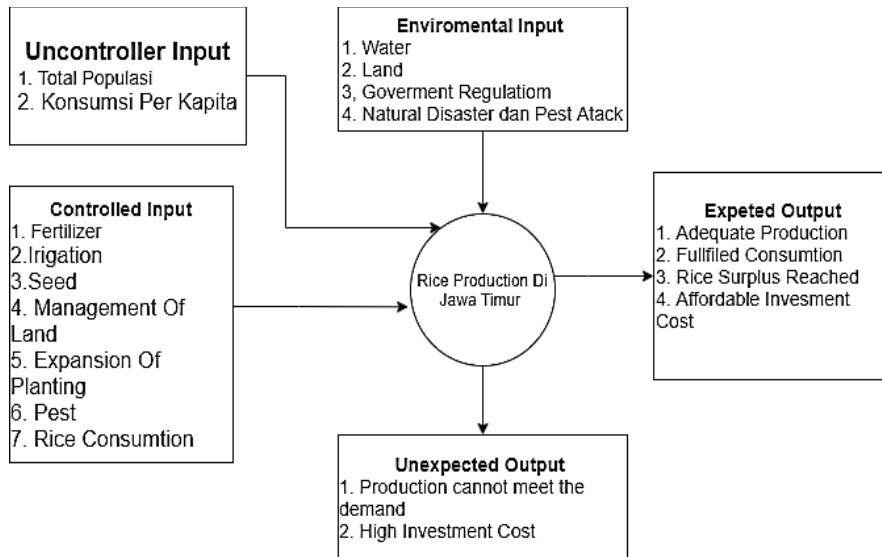 Uncontroller Input
1. Total Populasi
2. Konsumsi Per Kapita
Enviromental Input
1. Water
2. Land
3, Goverment Regulatiom
4. Natural Disaster dan Pest Atack
Controlled Input
1. Fertilizer
2.Irigation
3.Seed
4. Management Of
Land
5. Expansion Of
Planting
6. Pest
7. Rice Consumtion
Rice Production Di
Jawa Timur
Expeted Output
1. Adequate Production
2. Fullfiled Consumtion
3. Rice Surplus Reached
4. Affordable Invesment
Cost
Unexpected Output
1. Production cannot meet the
demand
2. High Investment Cost